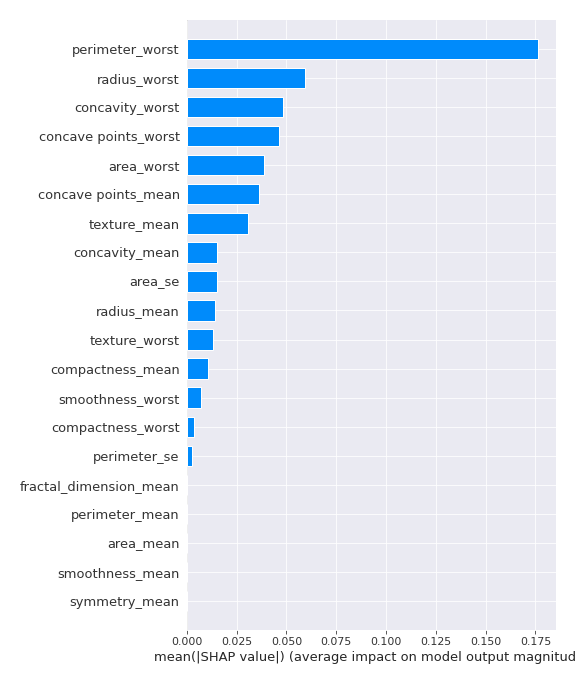 perimeter_worst
radius_worst
concavity_worst
concave points_worst
area_worst
concave points_mean
texture_mean
concavity_mean
area_se
radius_mean
texture_worst
compactness_mean
smoothness_worst
compactness_worst
perimeter_se
fractal_dimension_mean
perimeter_mean
area_mean
smoothness_mean
symmetry_mean
0.000 0.025 0.050 0.075 0.100 0.125 0.150 0.175
mean(|SHAP value|) (average impact on model output magnitud